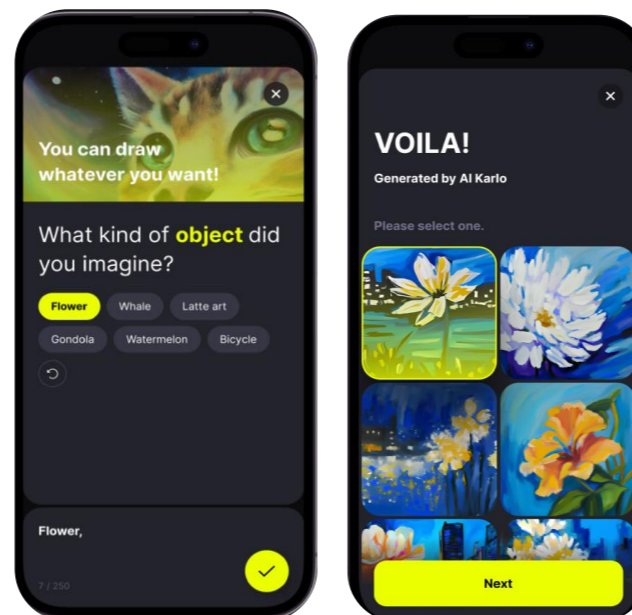 You can draw
whatever you want!
What kind of object did
you imagine?
Flower
Whale
Latte art
Gondola
Watermelon
Bicycle
Flower,
7 / 250
VOILA!
Generated by AI Karlo
Please select one.
Next